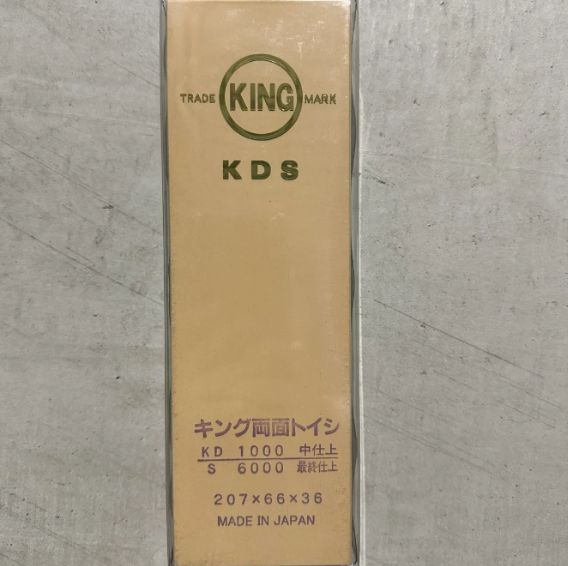 TRADE KING MARK
KDS
キング両面トイシ
KD 1000 中仕上
S 6000 最終仕上
207×66×36
MADE IN JAPAN